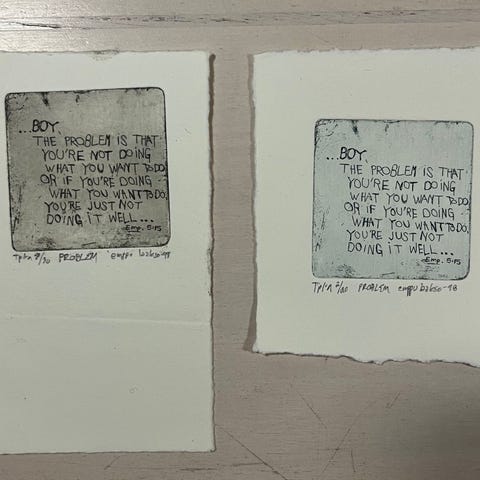 ...BOY,
THE PROBLEM IS THAT
YOU'RE NOT DOING
WHAT YOU WANT TO DO
OR IF YOU'RE DOING
WHAT YOU WANT TO DO.
YOU'RE JUST NOT
DOING IT WELL...
PROBLEM
...BOY,
THE PROBLEM IS THAT
YOU'RE NOT DOING
WHAT YOU WANT TO DO
OR IF YOU'RE DOING
WHAT YOU WANT TO DO.
YOU'RE JUST NOT
DOING IT WELL...
PROBLEM